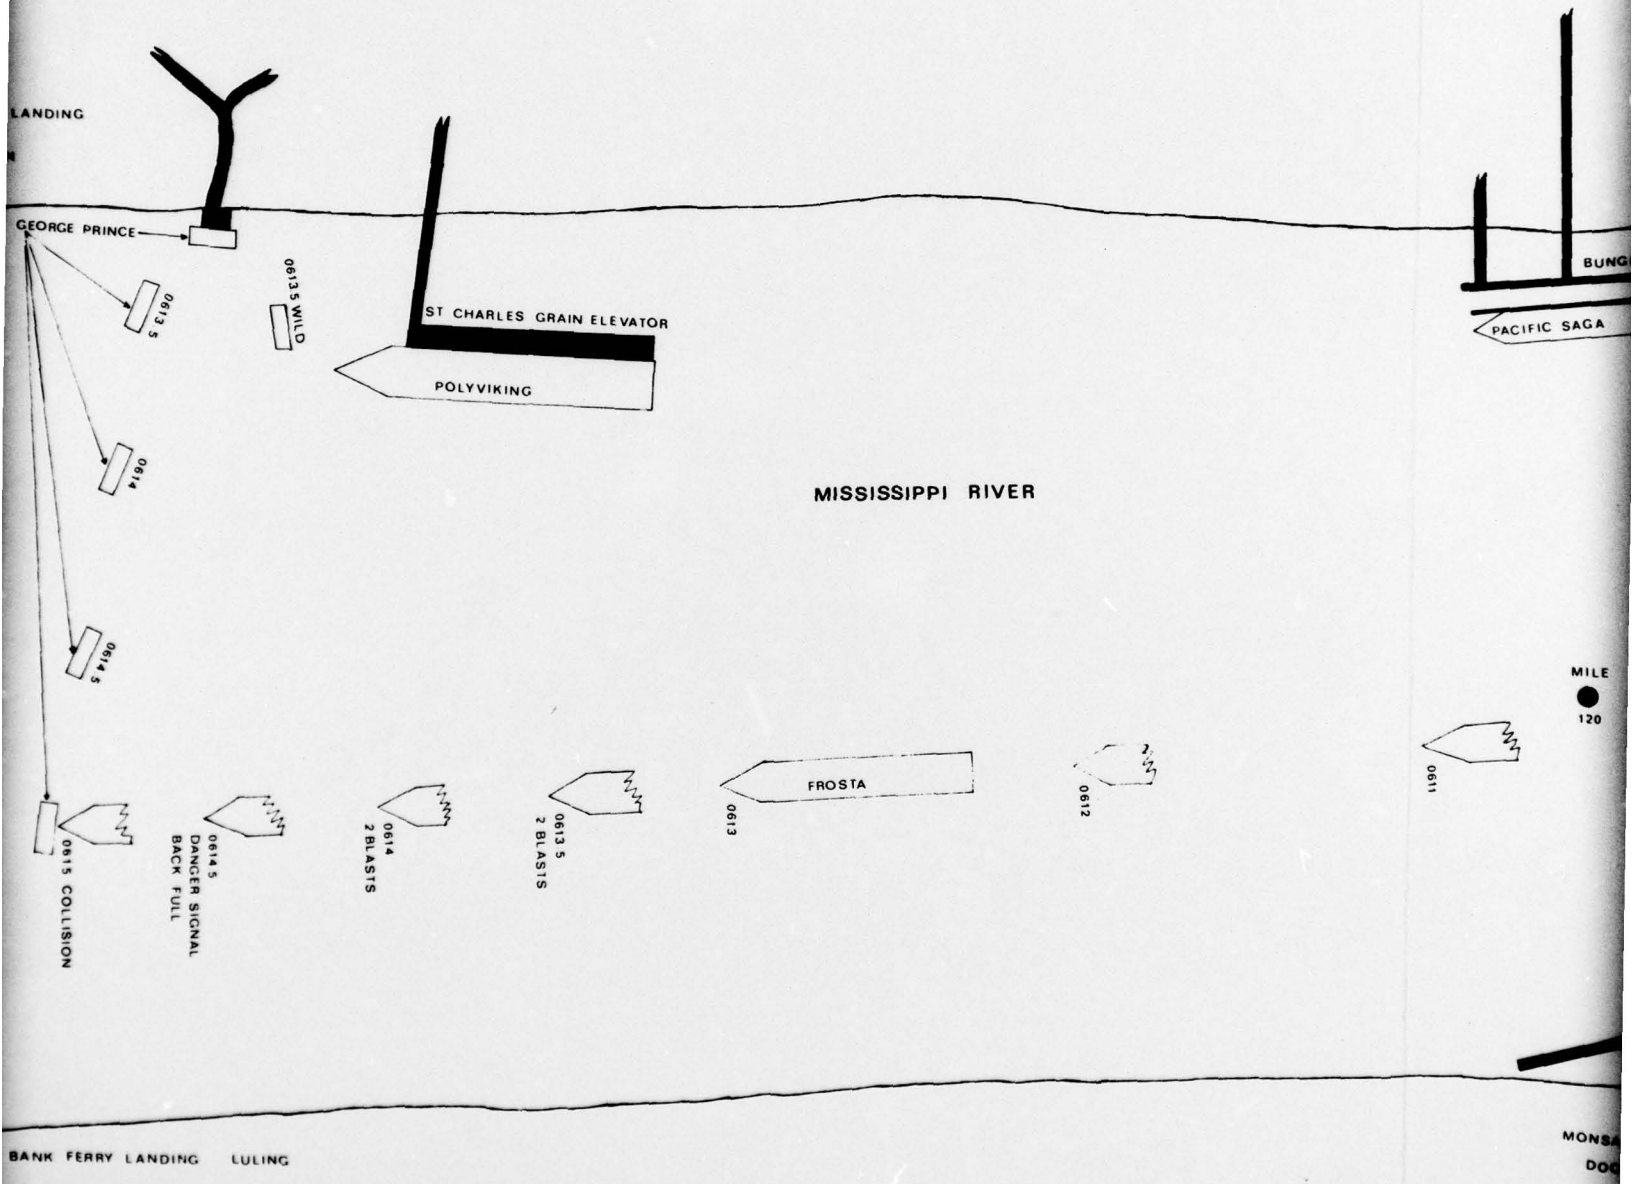 LANDING
GEORGE PRINCE
0613 5
0613 5 WILD
ST CHARLES GRAIN ELEVATOR
POLYVIKING
BUNG
PACIFIC SAGA
0614
MISSISSIPPI RIVER
0614 5
MILE
120
FROSTA
0611
0612
0613
0613 5
2 BLASTS
0614
2 BLASTS
0614 5
DANGER SIGNAL
BACK FULL
0615 COLLISION
BANK FERRY LANDING LULING
MONSA
DOC